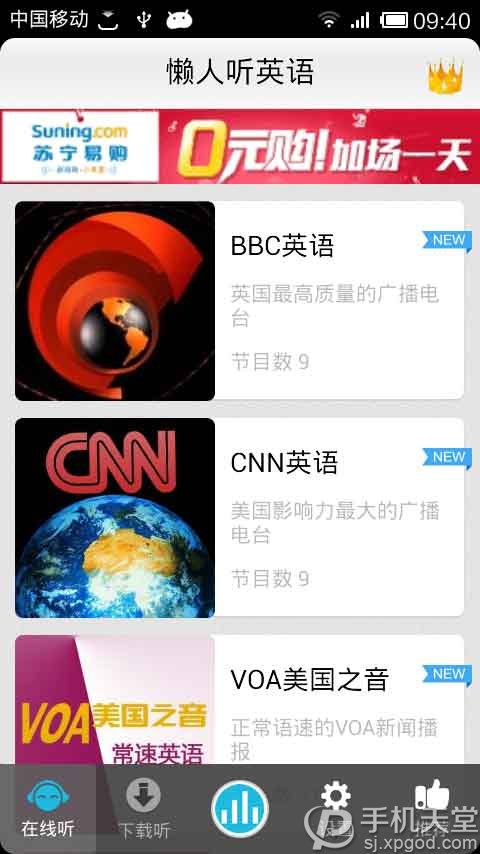 中国移动
09:40
懒人听英语
Suning.com
苏宁易购
0元购!加场一天
BBC英语
NEW
英国最高质量的广播电
台
节目数 9
CNN
CNN英语
NEW
美国影响力最大的广播
电台
节目数 9
VOA美国之音
常速英语
VOA美国之音
NEW
正常语速的VOA新闻播
报
在线听
下载听
设置
推荐
手机天堂
sj.xpgod.com